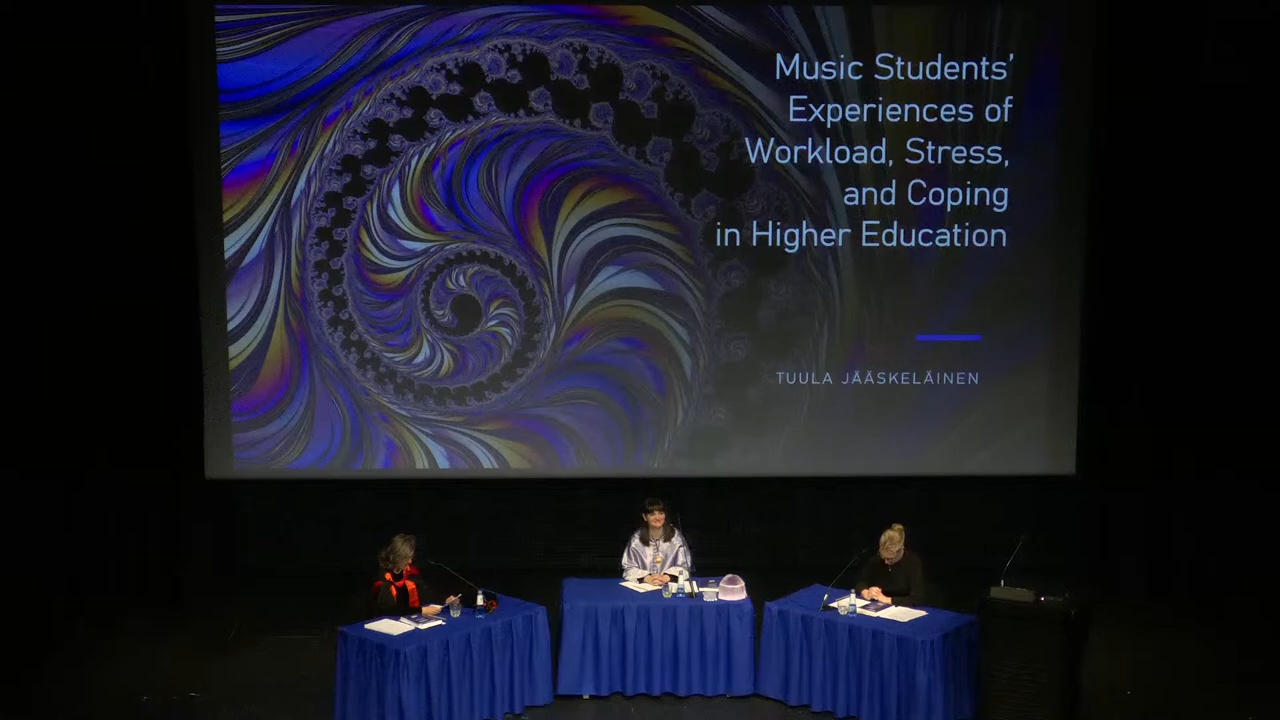 Music Students'
Experiences of
Workload, Stress,
and Coping
in Higher Education
TUULA JÄÄSKELÄINEN